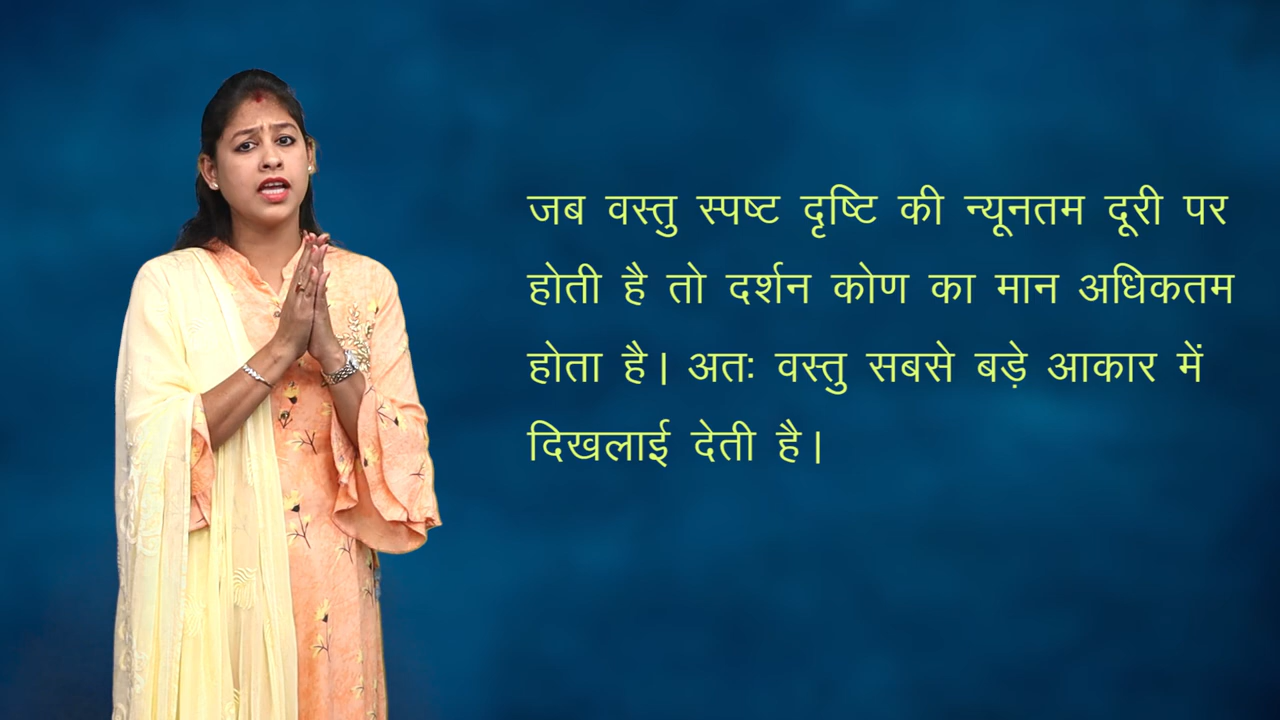 जब वस्तु स्पष्ट दृष्टि की न्यूनतम दूरी पर
होती है तो दर्शन कोण का मान अधिकतम
होता है। अतः वस्तु सबसे बड़े आकार में
दिखलाई देती है।